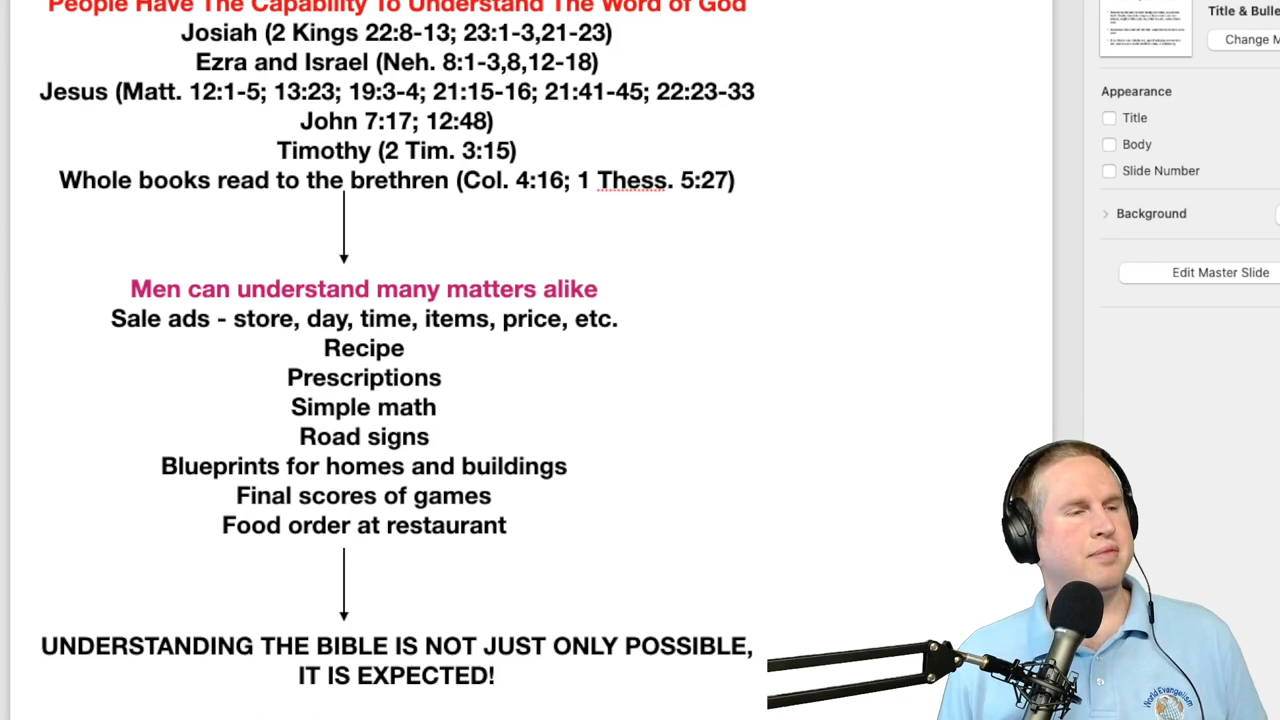 People Have The Capability To Understand The Word of God
Josiah (2 Kings 22:8-13; 23:1-3,21-23)
Ezra and Israel (Neh. 8:1-3,8,12-18)
Jesus (Matt. 12:1-5; 13:23; 19:3-4; 21:15-16; 21:41-45; 22:23-33
John 7:17; 12:48)
Timothy (2 Tim. 3:15)
Whole books read to the brethren (Col. 4:16; 1 Thess. 5:27)
Men can understand many matters alike
Sale ads - store, day, time, items, price, etc.
Recipe
Prescriptions
Simple math
Road signs
Blueprints for homes and buildings
Final scores of games
Food order at restaurant
UNDERSTANDING THE BIBLE IS NOT JUST ONLY POSSIBLE,
IT IS EXPECTED!
Title & Bulle
Change M
Appearance
Title
Body
Slide Number
Background
Edit Master Slide
World Evangelism